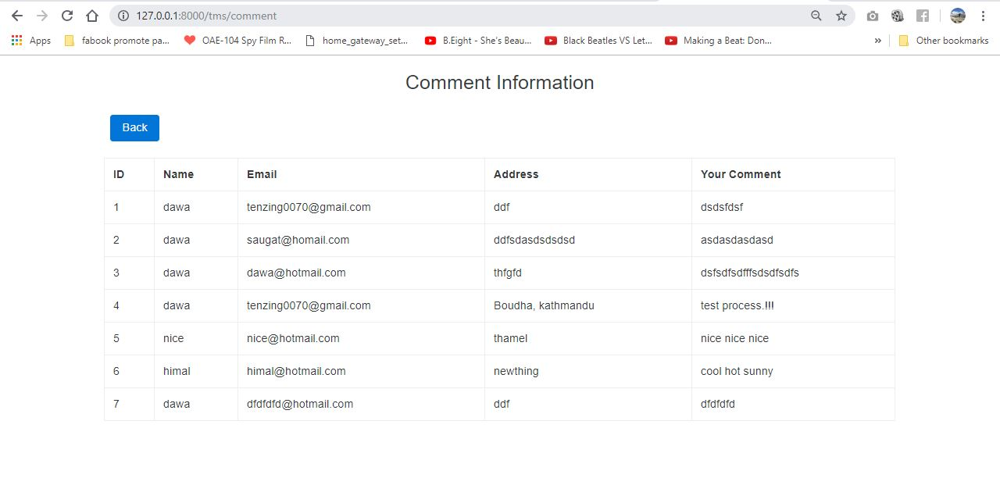 127.0.0.1:8000/tms/comment
Apps fabook promote pa... OAE-104 Spy Film R... home_gateway_set... B.Eight - She's Beau... Black Beatles VS Let... Making a Beat: Don... » Other bookmarks
Comment Information
Back
ID Name Email Address Your Comment
1 dawa tenzing0070@gmail.com ddf dsdsfdsf
2 dawa saugat@homail.com ddfsdasdsdsdsd asdasdasdasd
3 dawa dawa@hotmail.com thfgfd dsfsdfsdfffsdsdfsdfs
4 dawa tenzing0070@gmail.com Boudha, kathmandu test process.!!!
5 nice nice@hotmail.com thamel nice nice nice
6 himal himal@hotmail.com newthing cool hot sunny
7 dawa dfdfdfd@hotmail.com ddf dfdfdfd